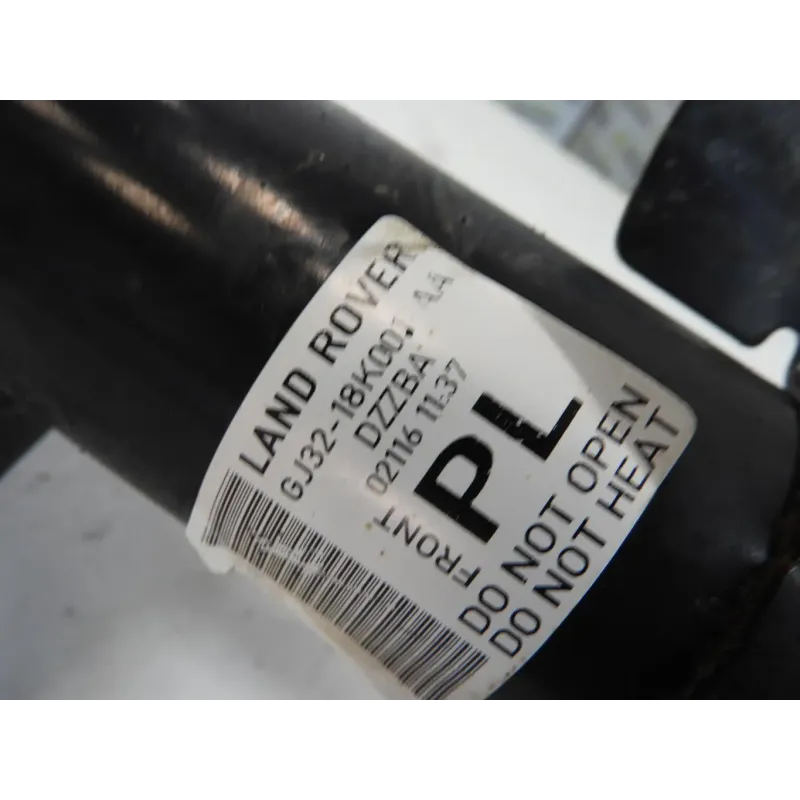 LAND ROVER
GJ32-18K001-AA
DZZBA
02116 11:37
FRONT
PL
DO NOT OPEN
DO NOT HEAT